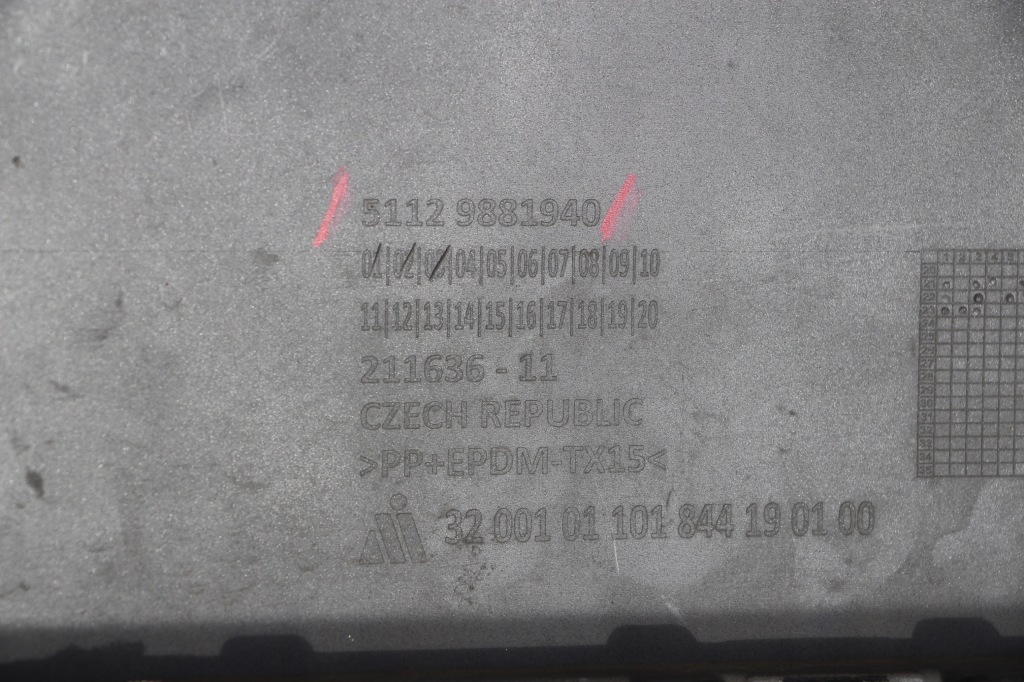 5112 9881940
01|02|03|04|05|06|07|08|09|10
11|12|13|14|15|16|17|18|19|20
211636 - 11
CZECH REPUBLIC
>PP+EPDM-TX15<
32 001 01 101 844 19 01 00